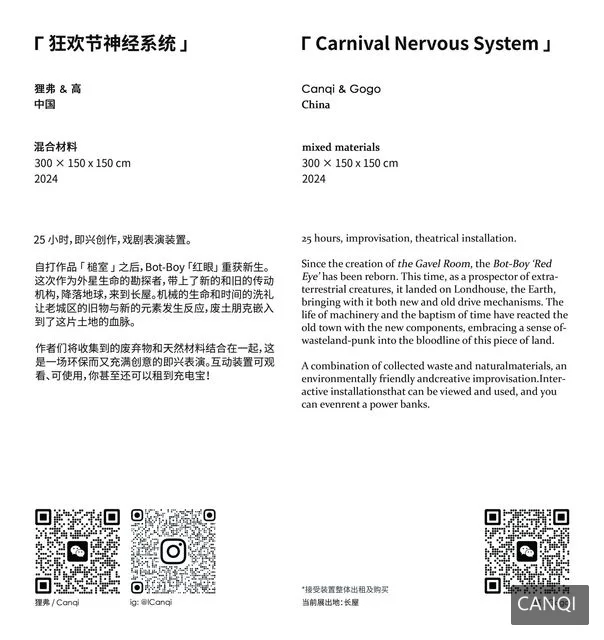 「 狂欢节神经系统 」
狸弗 & 高
中国
混合材料
300 × 150 x 150 cm
2024
25 小时，即兴创作，戏剧表演装置。
自打作品「 槌室 」之后，Bot-Boy「红眼」重获新生。
这次作为外星生命的勘探者，带上了新的和旧的传动
机构，降落地球，来到长屋。机械的生命和时间的洗礼
让老城区的旧物与新的元素发生反应，废土朋克嵌入
到了这片土地的血脉。
作者们将收集到的废弃物和天然材料结合在一起，这
是一场环保而又充满创意的即兴表演。互动装置可观
看、可使用，你甚至还可以租到充电宝！
狸弗 / Canqi
ig: @ICanqi
「 Carnival Nervous System 」
Canqi & Gogo
China
mixed materials
300 × 150 x 150 cm
2024
25 hours, improvisation, theatrical installation.
Since the creation of the Gavel Room, the Bot-Boy ‘Red
Eye’ has been reborn. This time, as a prospector of extra-
terrestrial creatures, it landed on Londhouse, the Earth,
bringing with it both new and old drive mechanisms. The
life of machinery and the baptism of time have reacted the
old town with the new components, embracing a sense of-
wasteland-punk into the bloodline of this piece of land.
A combination of collected waste and naturalmaterials, an
environmentally friendly andcreative improvisation.Inter-
active installationsthat can be viewed and used, and you
can evenrent a power banks.
*接受装置整体出租及购买
当前展出地：长屋
CANQI